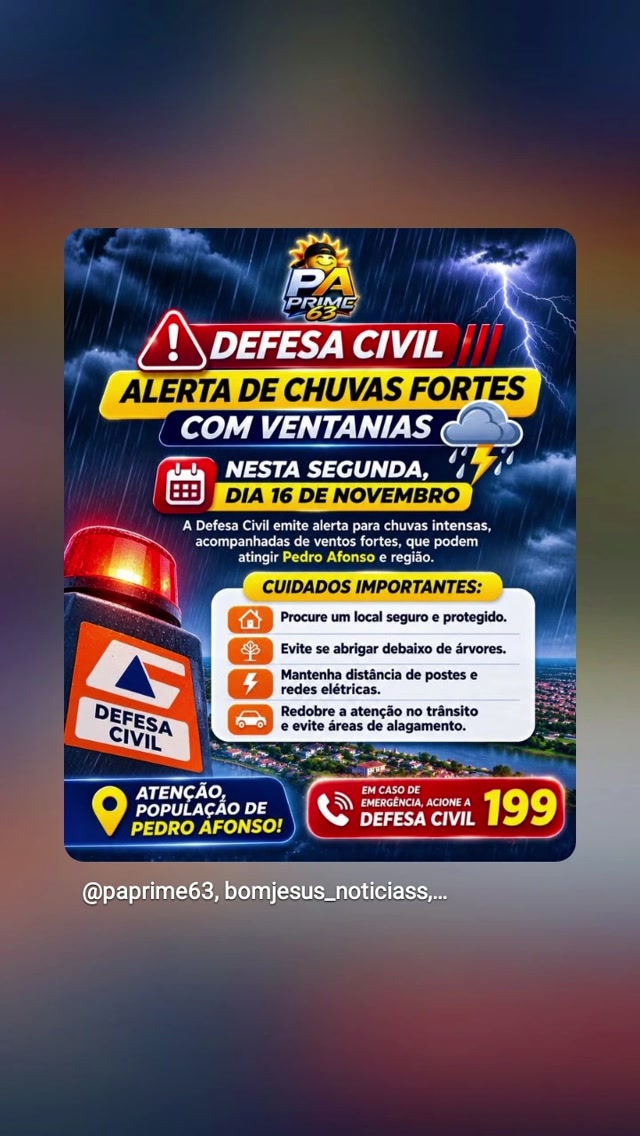 PA
PRIME
63
DEFESA CIVIL
ALERTA DE CHUVAS FORTES
COM VENTANIAS
NESTA SEGUNDA,
DIA 16 DE NOVEMBRO
A Defesa Civil emite alerta para chuvas intensas,
acompanhadas de ventos fortes, que podem
atingir Pedro Afonso e região.
CUIDADOS IMPORTANTES:
Procure um local seguro e protegido.
Evite se abrigar debaixo de árvores.
Mantenha distância de postes e
redes elétricas.
Redobre a atenção no trânsito
e evite áreas de alagamento.
DEFESA
CIVIL
ATENÇÃO,
POPULAÇÃO DE
PEDRO AFONSO!
EM CASO DE
EMERGÊNCIA, ACIONE A
DEFESA CIVIL 199
@paprime63, bomjesus_noticiass,...